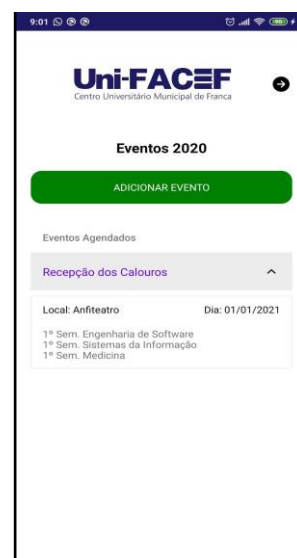 9:01
Uni-FACEF
Centro Universitário Municipal de Franca
Eventos 2020
ADICIONAR EVENTO
Eventos Agendados
Recepção dos Calouros
Local: Anfiteatro Dia: 01/01/2021
1º Sem. Engenharia de Software
1º Sem. Sistemas da Informação
1º Sem. Medicina